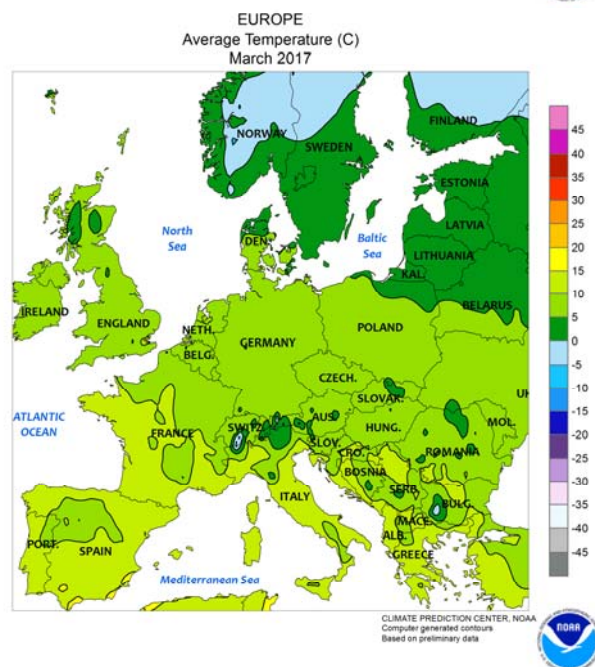 EUROPE
Average Temperature (C)
March 2017
NORWAY
FINLAND
SWEDEN
ESTONIA
North
Sea
LATVIA
Baltic
Sea
DEN.
LITHUANIA
KAL.
BELARUS
IRELAND
ENGLAND
NETH.
BELG.
GERMANY
POLAND
CZECH.
SLOVAK.
UK
ATLANTIC
OCEAN
FRANCE
SWITZ.
AUS.
HUNG.
MOL.
SLOV.
CRO.
ROMANIA
BOSNIA
ITALY
SERB.
BULG.
MACE.
ALB.
PORT.
SPAIN
GREECE
Mediterranean Sea
45
40
35
30
25
20
15
10
5
0
-5
-10
-15
-20
-25
-30
-35
-40
-45
CLIMATE PREDICTION CENTER, NOAA
Computer generated contours
Based on preliminary data
NOAA